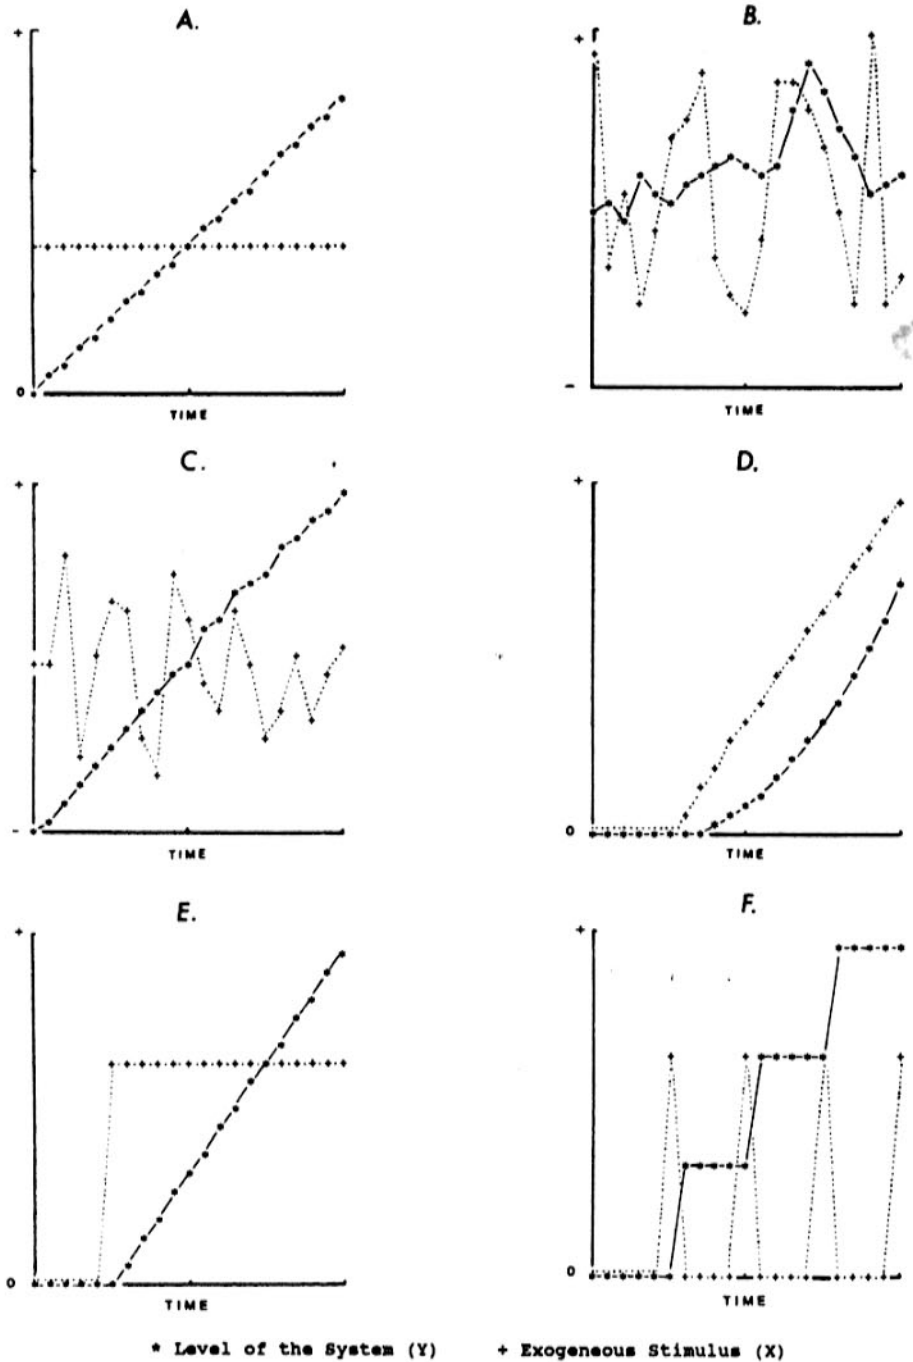 A.
B.
+
+
0
-
TIME
TIME
C.
D.
+
+
-
0
TIME
TIME
E.
F.
+
+
0
0
TIME
TIME
* Level of the System (Y) + Exogeneous Stimulus (X)